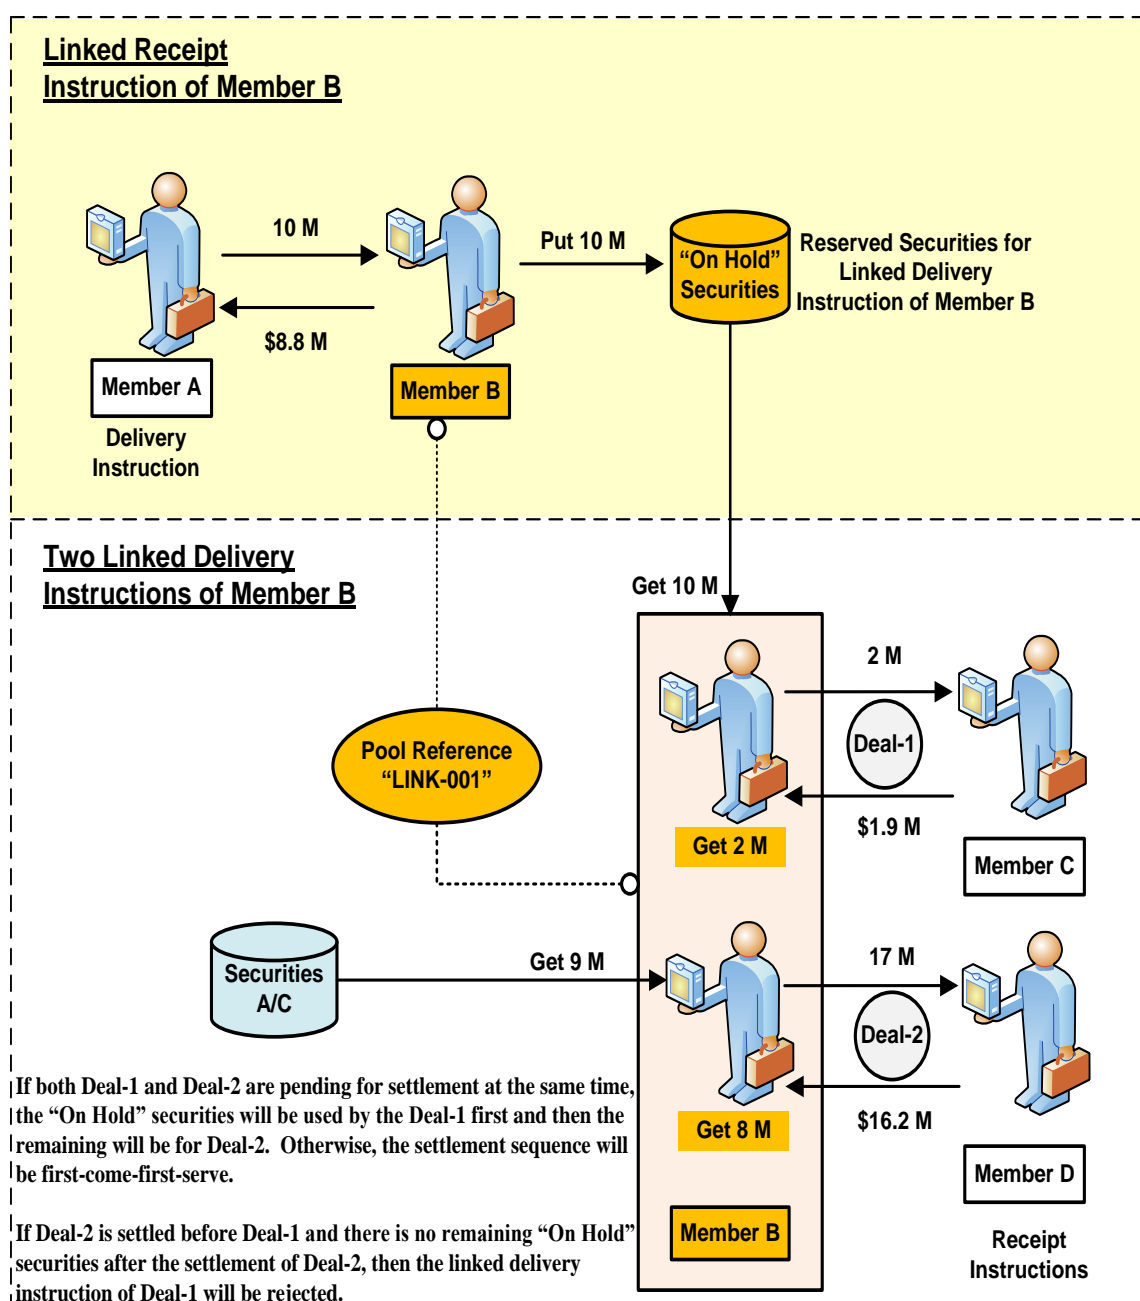 Linked Receipt
Instruction of Member B
10 M
$8.8 M
Put 10 M
“On Hold”
Securities
Reserved Securities for
Linked Delivery
Instruction of Member B
Member A
Member B
Delivery
Instruction
Two Linked Delivery
Instructions of Member B
Get 10 M
2 M
Deal-1
$1.9 M
Get 2 M
Member C
Pool Reference
“LINK-001”
Securities
A/C
Get 9 M
17 M
Deal-2
$16.2 M
Get 8 M
Member D
Member B
Receipt
Instructions
If both Deal-1 and Deal-2 are pending for settlement at the same time,
the “On Hold” securities will be used by the Deal-1 first and then the
remaining will be for Deal-2. Otherwise, the settlement sequence will
be first-come-first-serve.
If Deal-2 is settled before Deal-1 and there is no remaining “On Hold”
securities after the settlement of Deal-2, then the linked delivery
instruction of Deal-1 will be rejected.